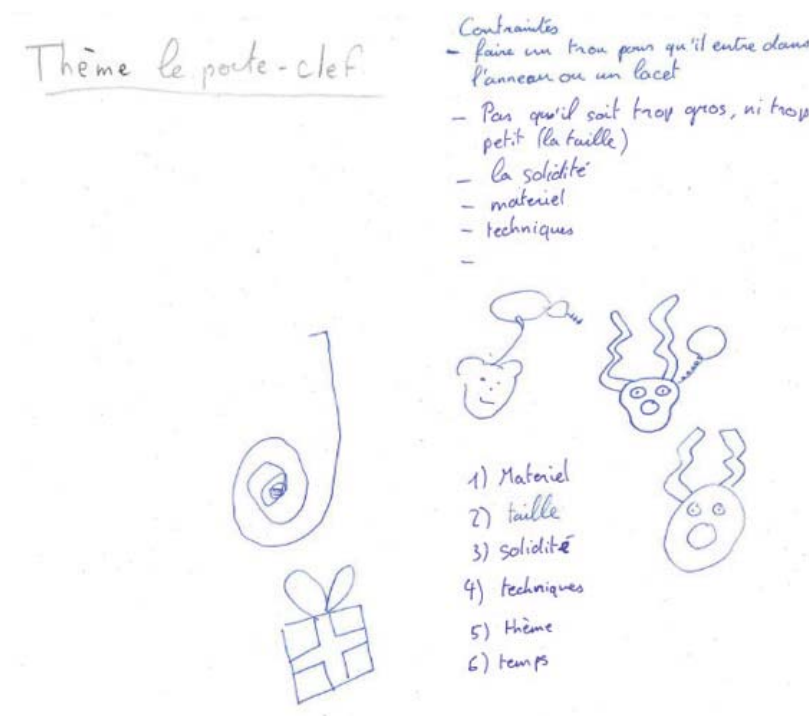 Thème le porte-clef
Contraintes
- faire un trou pour qu'il entre dans
l'anneau ou un lacet
- Pas qu'il soit trop gros, ni trop
petit (la taille)
- la solidité
- materiel
- techniques
-
1) Materiel
2) taille
3) solidité
4) techniques
5) thème
6) temps